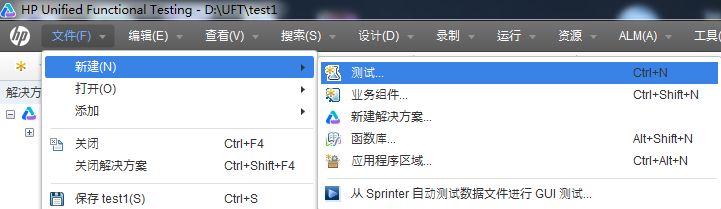 HP Unified Functional Testing - D:\UFT\test1
hp 文件(F) 编辑(E) 查看(V) 搜索(S) 设计(D) 录制 运行 资源 ALM(A) 工具
新建(N)
测试... Ctrl+N
打开(O)
业务组件... Ctrl+Shift+N
解决方
添加
新建解决方案...
关闭 Ctrl+F4
函数库... Alt+Shift+N
关闭解决方案 Ctrl+Shift+F4
应用程序区域... Ctrl+Alt+N
保存 test1(S) Ctrl+S
从 Sprinter 自动测试数据文件进行 GUI 测试...